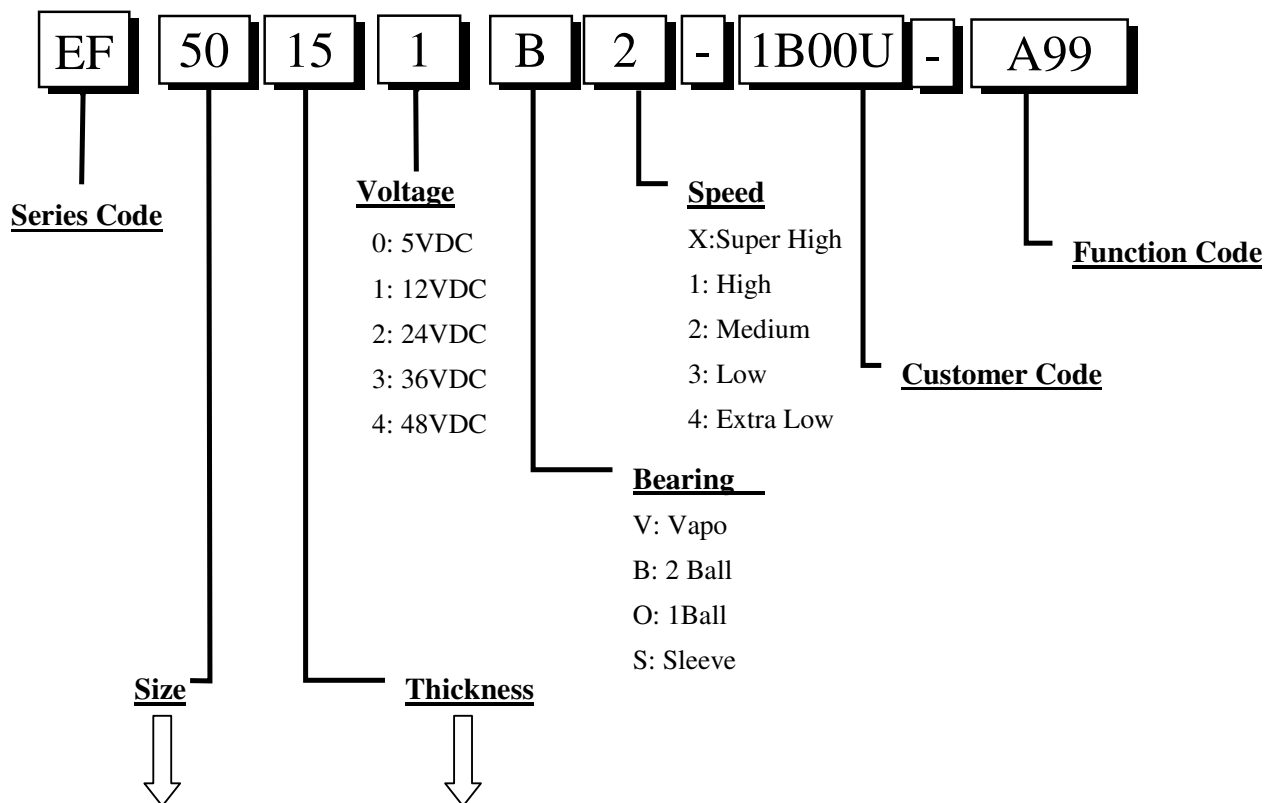 EF 50 15 1 B 2 - 1B00U - A99
Series Code
Voltage
0: 5VDC
1: 12VDC
2: 24VDC
3: 36VDC
4: 48VDC
Speed
X:Super High
1: High
2: Medium
3: Low
4: Extra Low
Function Code
Customer Code
Bearing
V: Vapo
B: 2 Ball
O: 1Ball
S: Sleeve
Size
Thickness